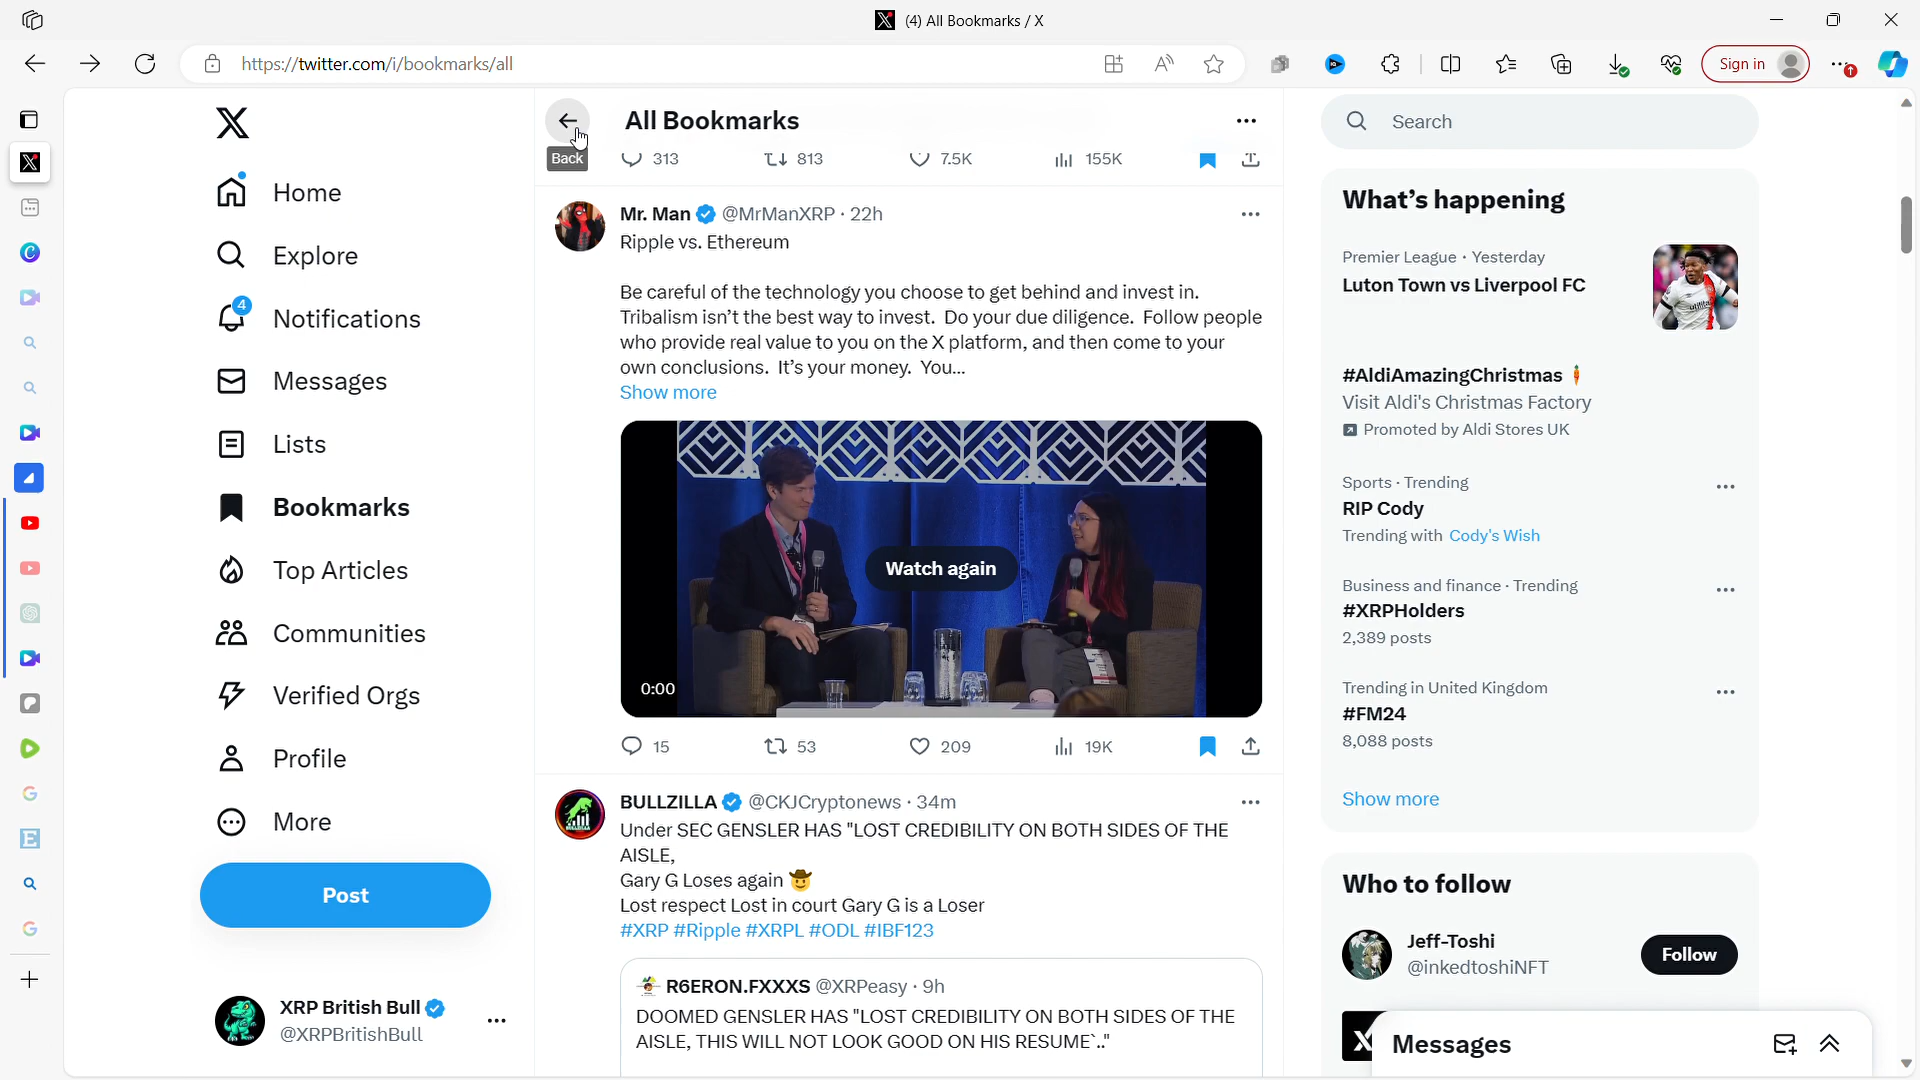 (4) All Bookmarks / X
https://twitter.com/i/bookmarks/all
Sign in
Home
Explore
4
Notifications
Messages
Lists
Bookmarks
Top Articles
Communities
Verified Orgs
Profile
More
Post
XRP British Bull
@XRPBritishBull
All Bookmarks
Back
313 813 7.5K 155K
Mr. Man @MrManXRP · 22h
Ripple vs. Ethereum
Be careful of the technology you choose to get behind and invest in.
Tribalism isn't the best way to invest. Do your due diligence. Follow people
who provide real value to you on the X platform, and then come to your
own conclusions. It's your money. You...
Show more
Watch again
0:00
15 53 209 19K
BULLZILLA @CKJCryptonews · 34m
Under SEC GENSLER HAS "LOST CREDIBILITY ON BOTH SIDES OF THE
AISLE,
Gary G Loses again 🤠
Lost respect Lost in court Gary G is a Loser
#XRP #Ripple #XRPL #ODL #IBF123
R6ERON.FXXXS @XRPeasy · 9h
DOOMED GENSLER HAS "LOST CREDIBILITY ON BOTH SIDES OF THE
AISLE, THIS WILL NOT LOOK GOOD ON HIS RESUME`.."
Search
What's happening
Premier League · Yesterday
Luton Town vs Liverpool FC
#AldiAmazingChristmas
Visit Aldi's Christmas Factory
Promoted by Aldi Stores UK
Sports · Trending
RIP Cody
Trending with Cody's Wish
Business and finance · Trending
#XRPHolders
2,389 posts
Trending in United Kingdom
#FM24
8,088 posts
Show more
Who to follow
Jeff-Toshi
@inkedtoshiNFT
Follow
Messages